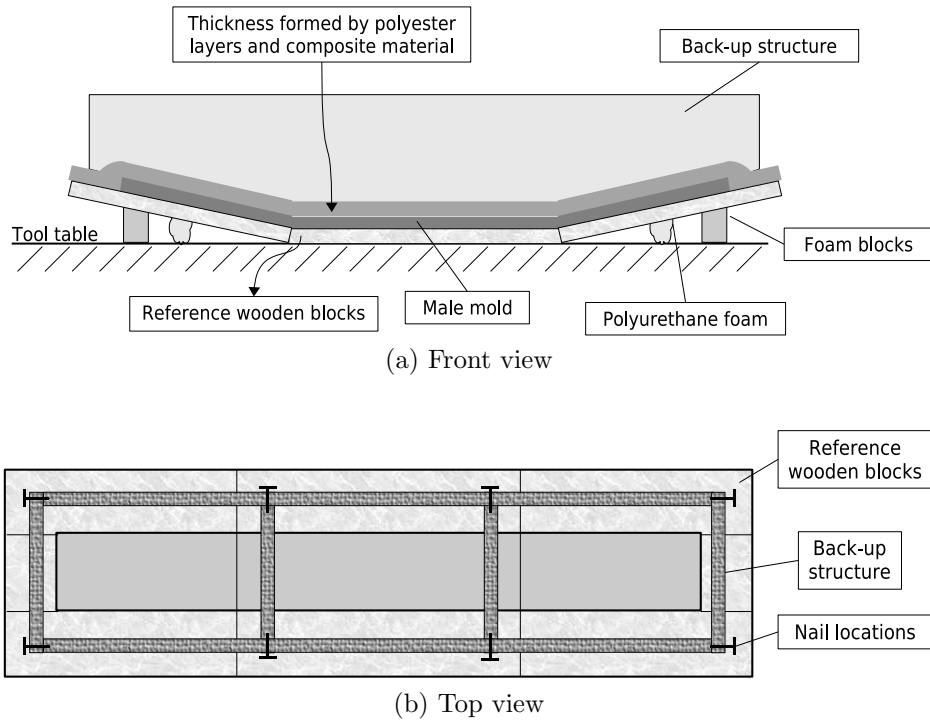 Thickness formed by polyester
layers and composite material
Back-up structure
Tool table
Foam blocks
Reference wooden blocks
Male mold
Polyurethane foam
(a) Front view
Reference
wooden blocks
Back-up
structure
Nail locations
(b) Top view